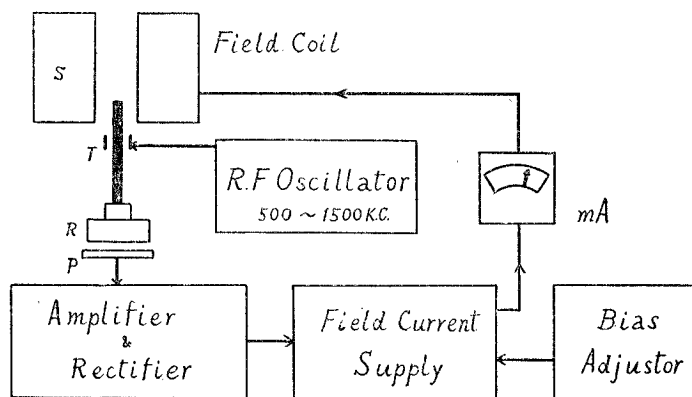 Field Coil
S
T
R.F Oscillator
500 ~ 1500 K.C.
mA
R
P
Amplifier
&
Rectifier
Field Current
Supply
Bias
Adjustor